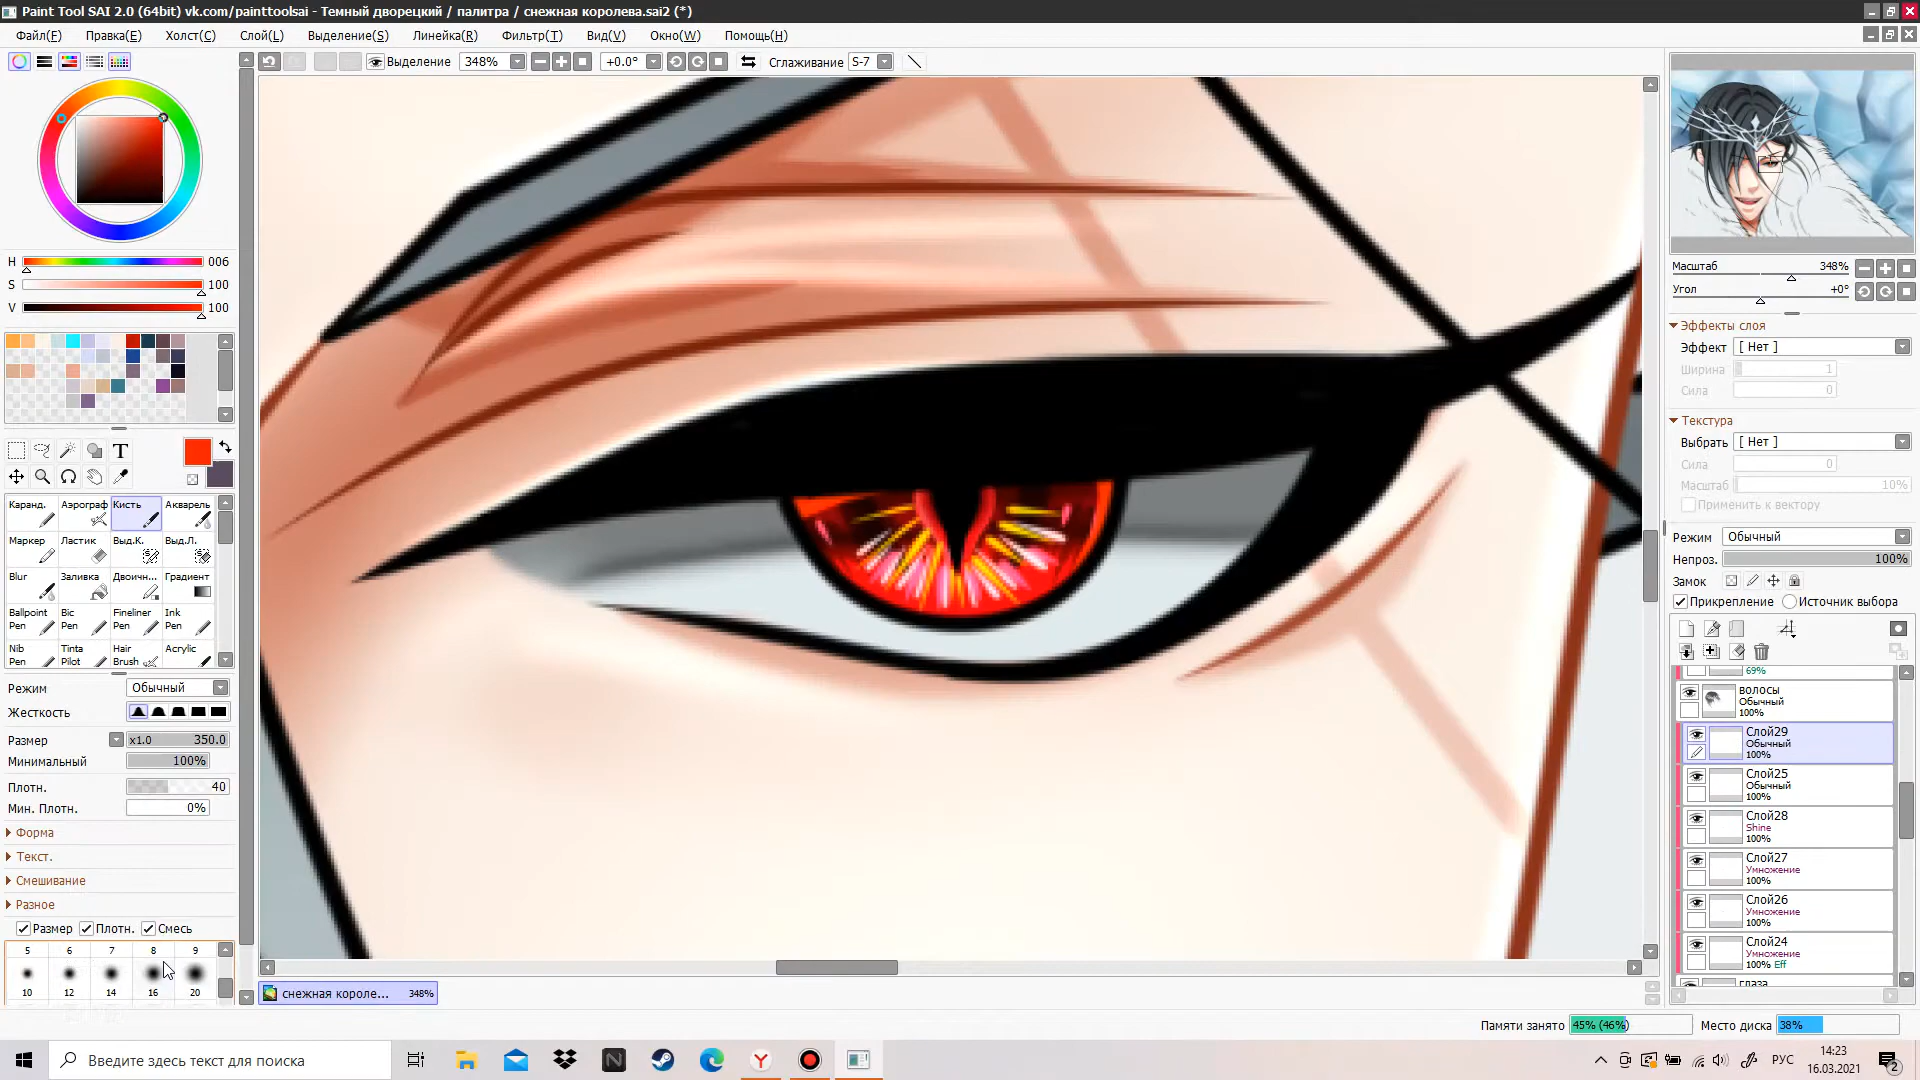 Paint Tool SAI 2.0 (64bit) vk.com/painttoolsai - Темный дворецкий / палитра / снежная королева.sai2 (*)
Файл(F) Правка(E) Холст(C) Слой(L) Выделение(S) Линейка(R) Фильтр(T) Вид(V) Окно(W) Помощь(H)
Выделение 348% +0.0° Сглаживание S-7
H 006
S 100
V 100
T
Каранд. Аэрограф Кисть Акварель
Маркер Ластик Выд.К. Выд.Л.
Blur Заливка Двоичн... Градиент
Ballpoint Pen Bic Pen Fineliner Pen Ink Pen
Nib Pen Tinta Pilot Hair Brush Acrylic
Режим Обычный
Жесткость
Размер x1.0 350.0
Минимальный 100%
Плотн. 40
Мин. Плотн. 0%
Форма
Текст.
Смешивание
Разное
Размер Плотн. Смесь
5 6 7 8 9
10 12 14 16 20
снежная королe... 348%
Масштаб 348%
Угол +0°
Эффекты слоя
Эффект [ Нет ]
Ширина 1
Сила 0
Текстура
Выбрать [ Нет ]
Сила 0
Масштаб 10%
Применить к вектору
Режим Обычный
Непроз. 100%
Замок
Прикрепление Источник выбора
69%
волосы
Обычный
100%
Слой29
Обычный
100%
Слой25
Обычный
100%
Слой28
Shine
100%
Слой27
Умножение
100%
Слой26
Умножение
100%
Слой24
Умножение
100% Eff
глаза
Памяти занято 45% (46%) Место диска 38%
Введите здесь текст для поиска
РУС
14:23
16.03.2021
2